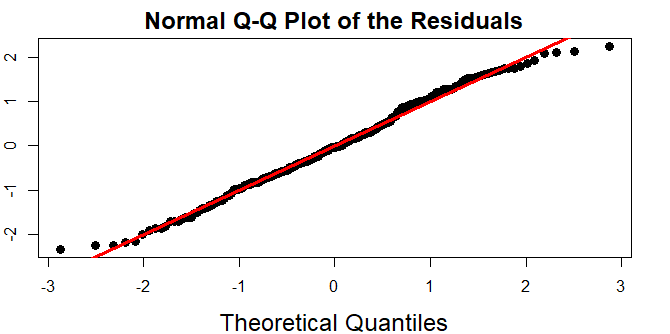 Normal Q-Q Plot of the Residuals
2
1
0
-1
-2
-3 -2 -1 0 1 2 3
Theoretical Quantiles